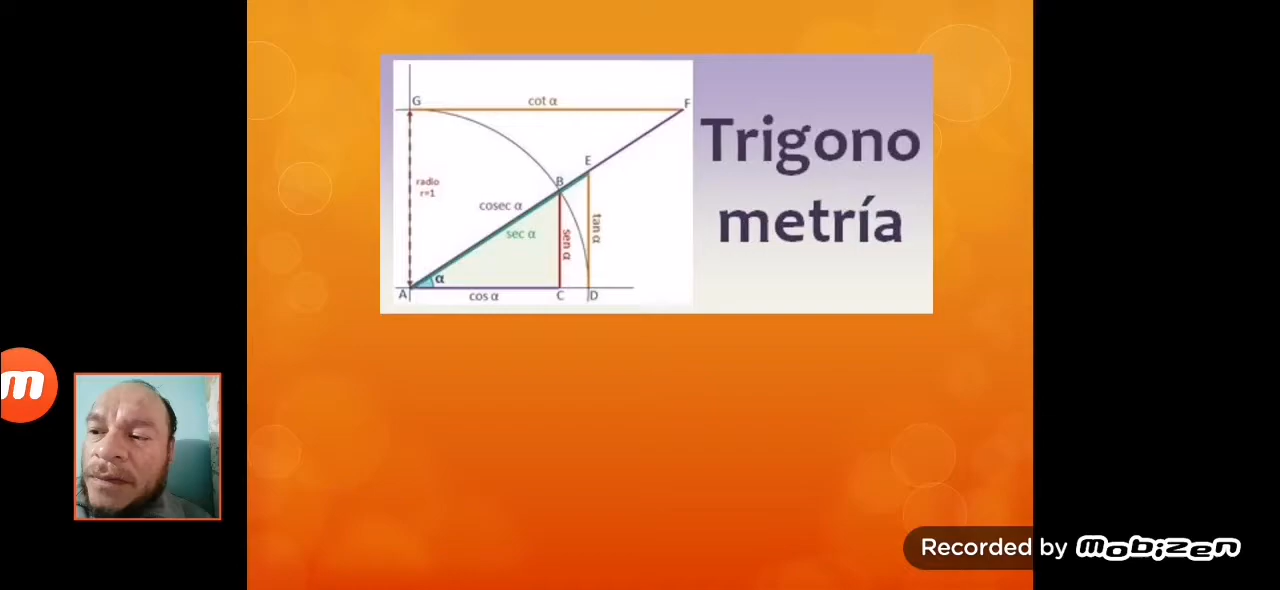 G
cot α
F
Trigono
metría
E
radio
r=1
B
cosec α
sec α
sen α
tan α
α
A
cos α
C
D
m
Recorded by mobizen